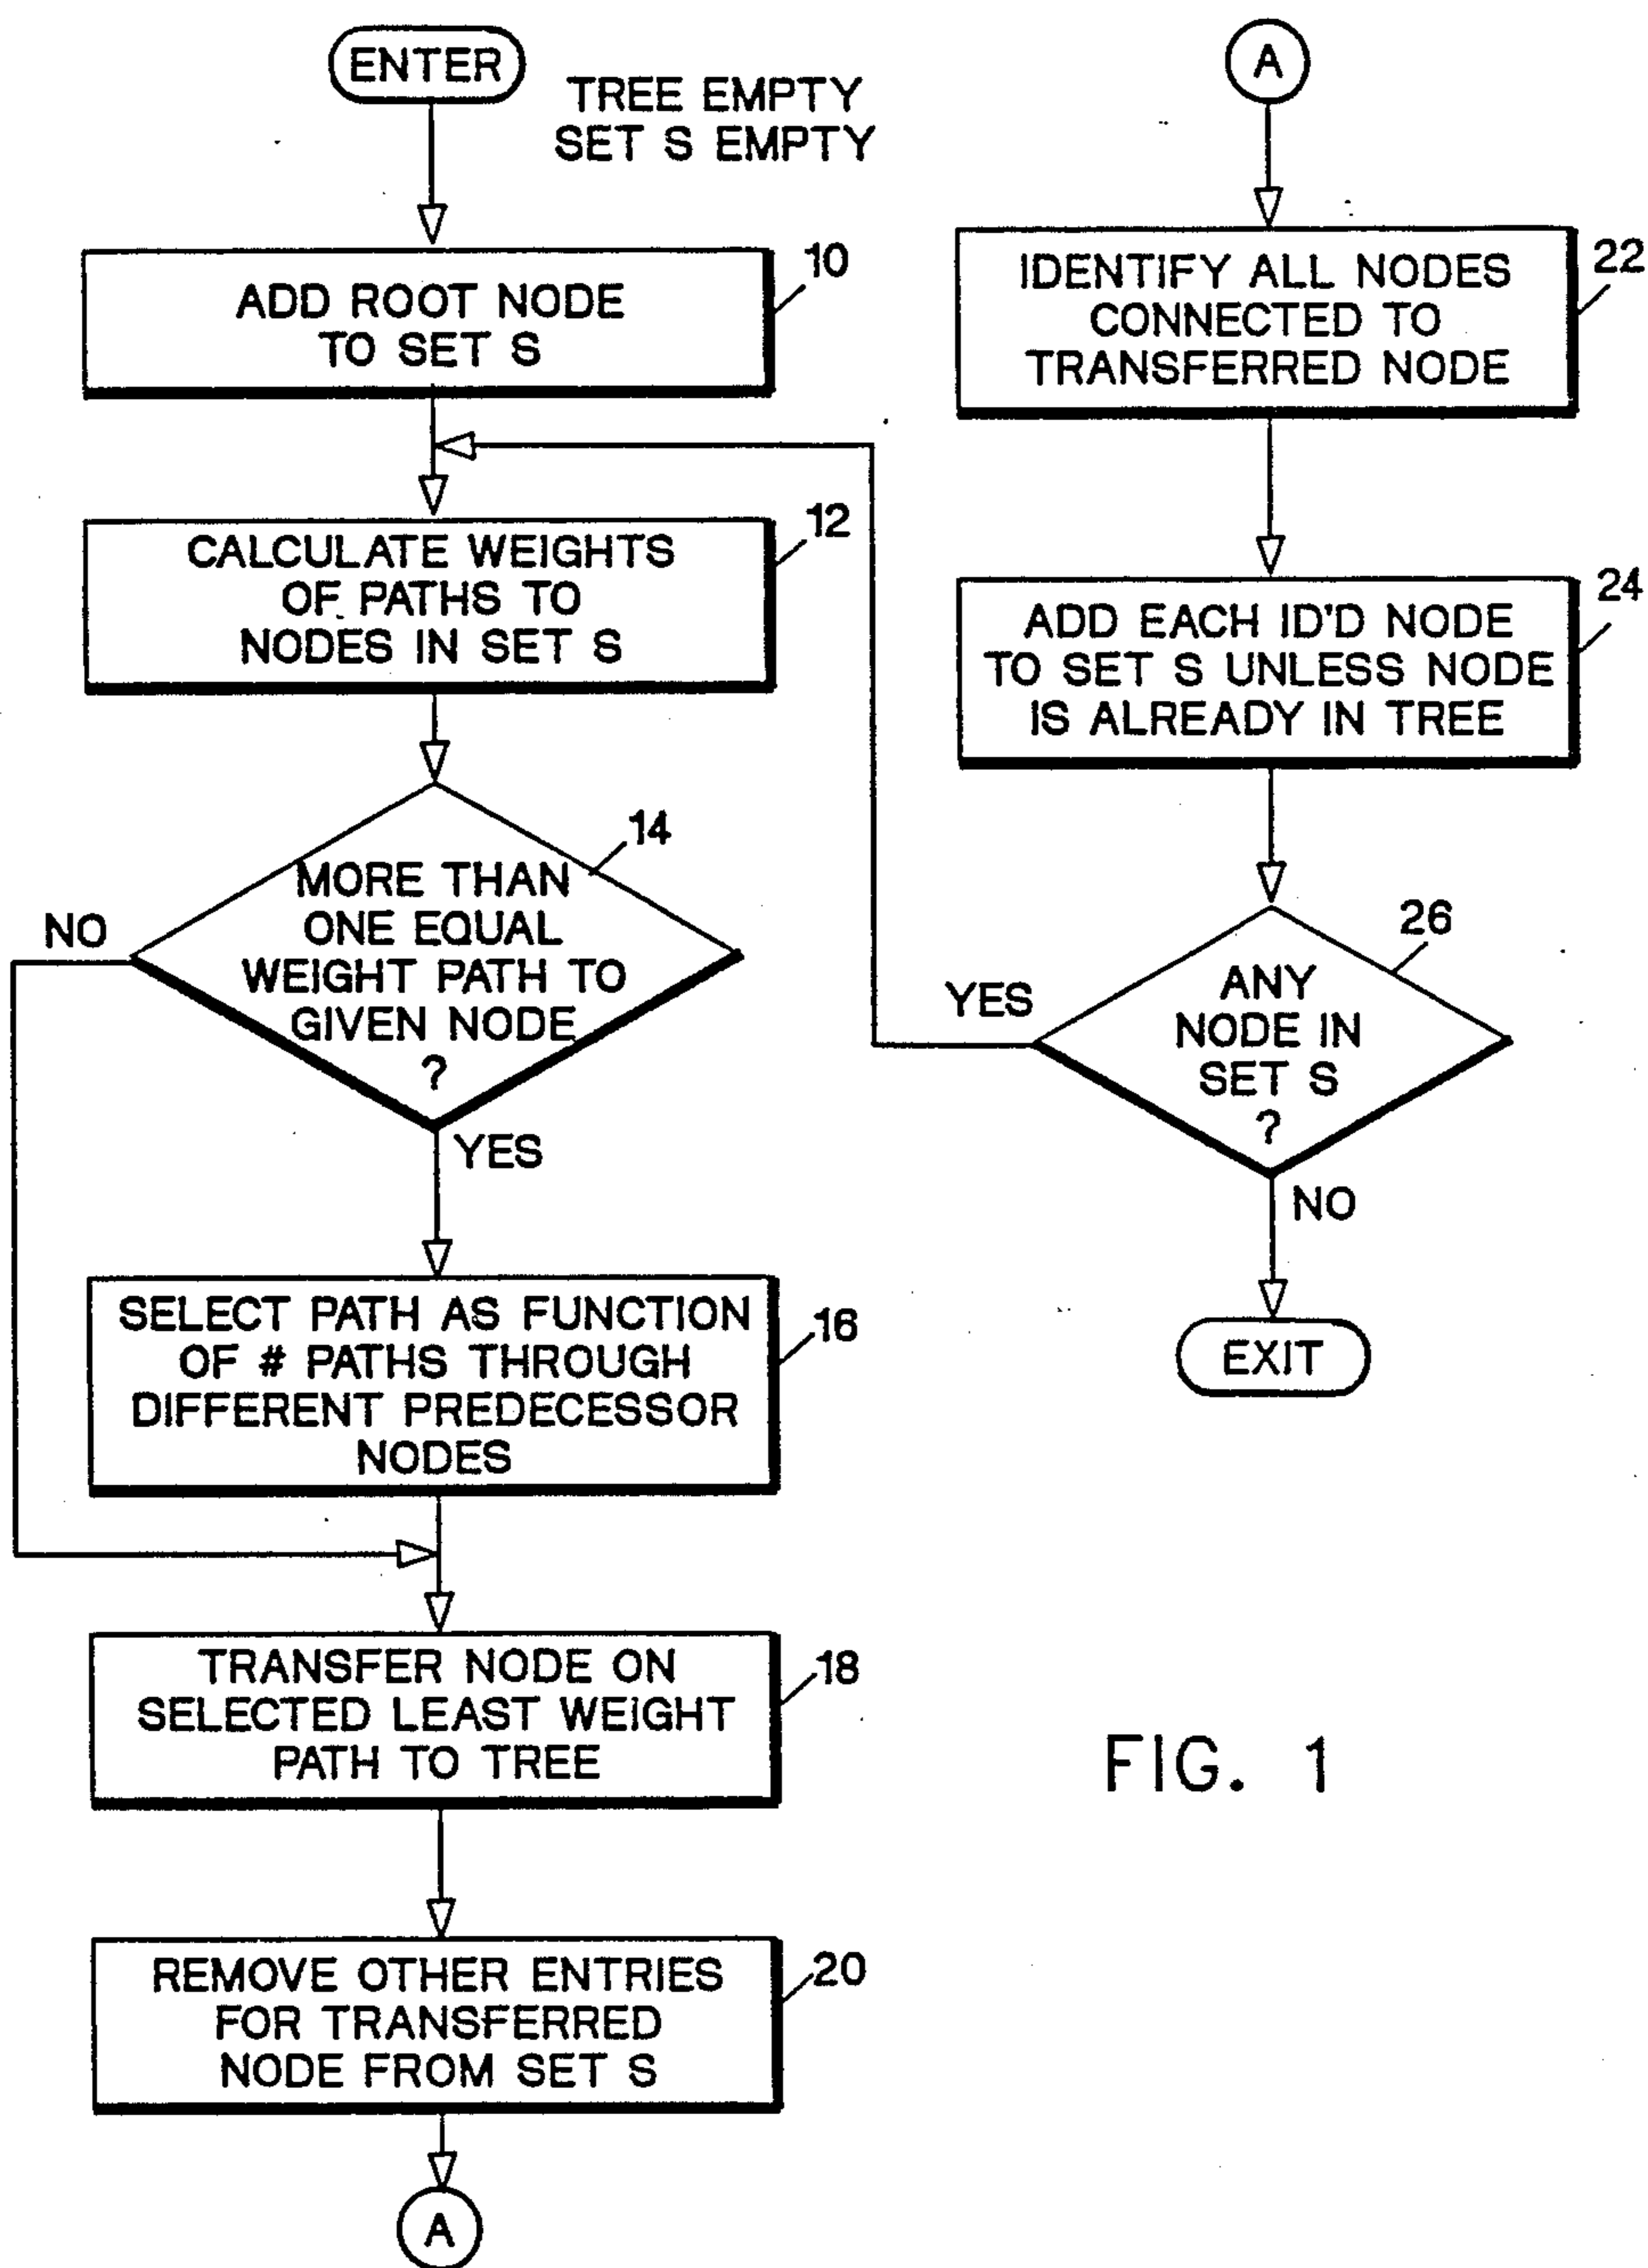 ENTER
TREE EMPTY
SET S EMPTY
10
ADD ROOT NODE
TO SET S
12
CALCULATE WEIGHTS
OF PATHS TO
NODES IN SET S
14
MORE THAN
ONE EQUAL
WEIGHT PATH TO
GIVEN NODE
?
NO
YES
16
SELECT PATH AS FUNCTION
OF # PATHS THROUGH
DIFFERENT PREDECESSOR
NODES
18
TRANSFER NODE ON
SELECTED LEAST WEIGHT
PATH TO TREE
20
REMOVE OTHER ENTRIES
FOR TRANSFERRED
NODE FROM SET S
A
A
22
IDENTIFY ALL NODES
CONNECTED TO
TRANSFERRED NODE
24
ADD EACH ID'D NODE
TO SET S UNLESS NODE
IS ALREADY IN TREE
26
ANY
NODE IN
SET S
?
YES
NO
EXIT
FIG. 1